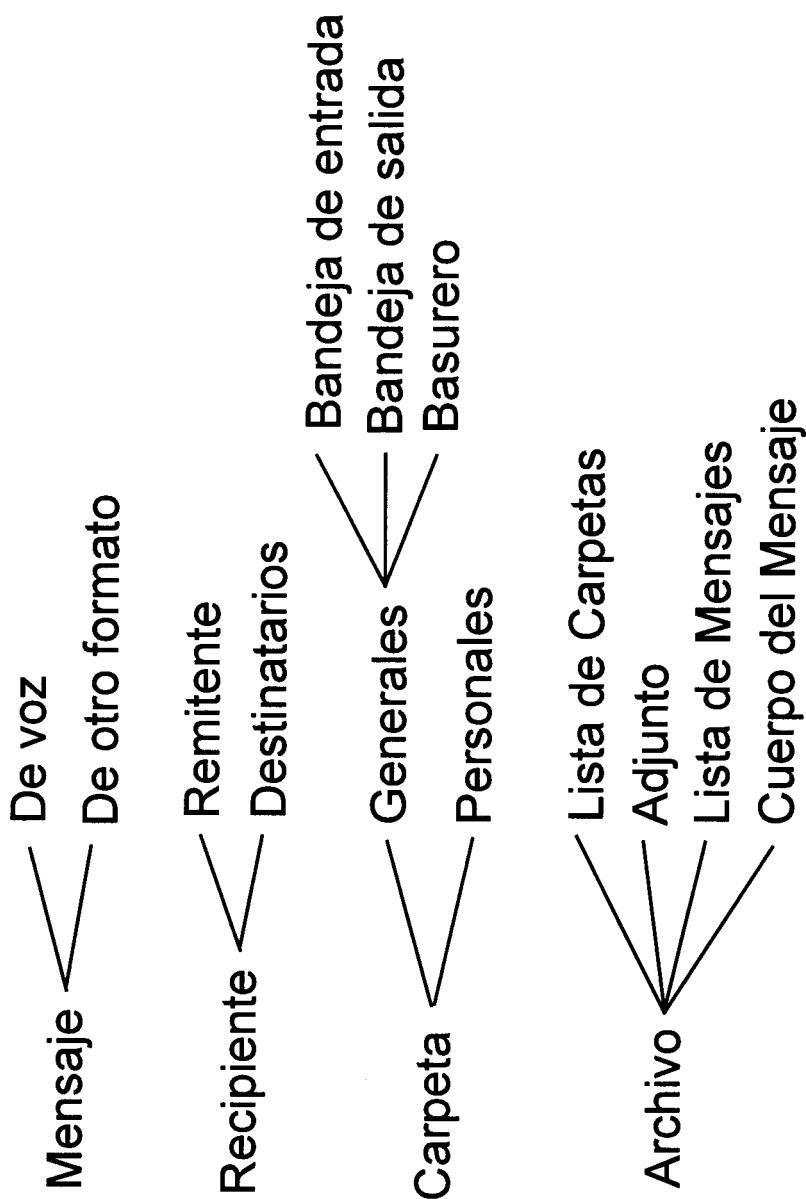 Mensaje
De voz
De otro formato
Recipiente
Remitente
Destinatarios
Carpeta
Generales
Bandeja de entrada
Bandeja de salida
Basurero
Personales
Archivo
Lista de Carpetas
Adjunto
Lista de Mensajes
Cuerpo del Mensaje